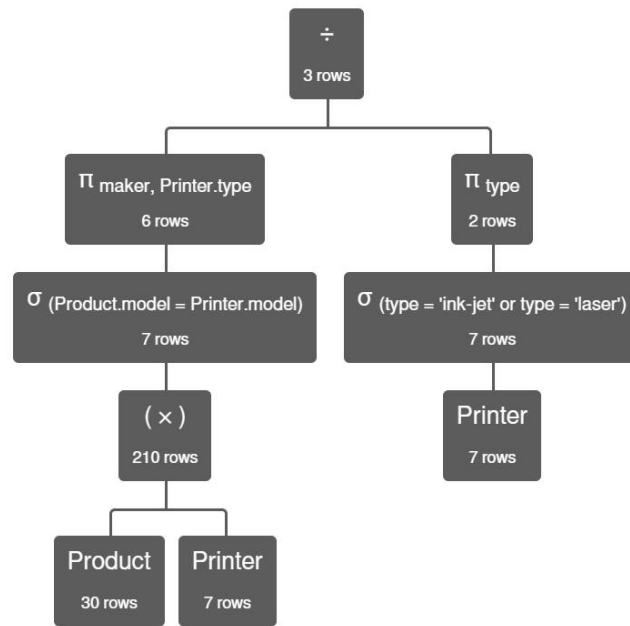 ÷
3 rows
π maker, Printer.type
6 rows
π type
2 rows
σ (Product.model = Printer.model)
7 rows
σ (type = 'ink-jet' or type = 'laser')
7 rows
( × )
210 rows
Printer
7 rows
Product
30 rows
Printer
7 rows